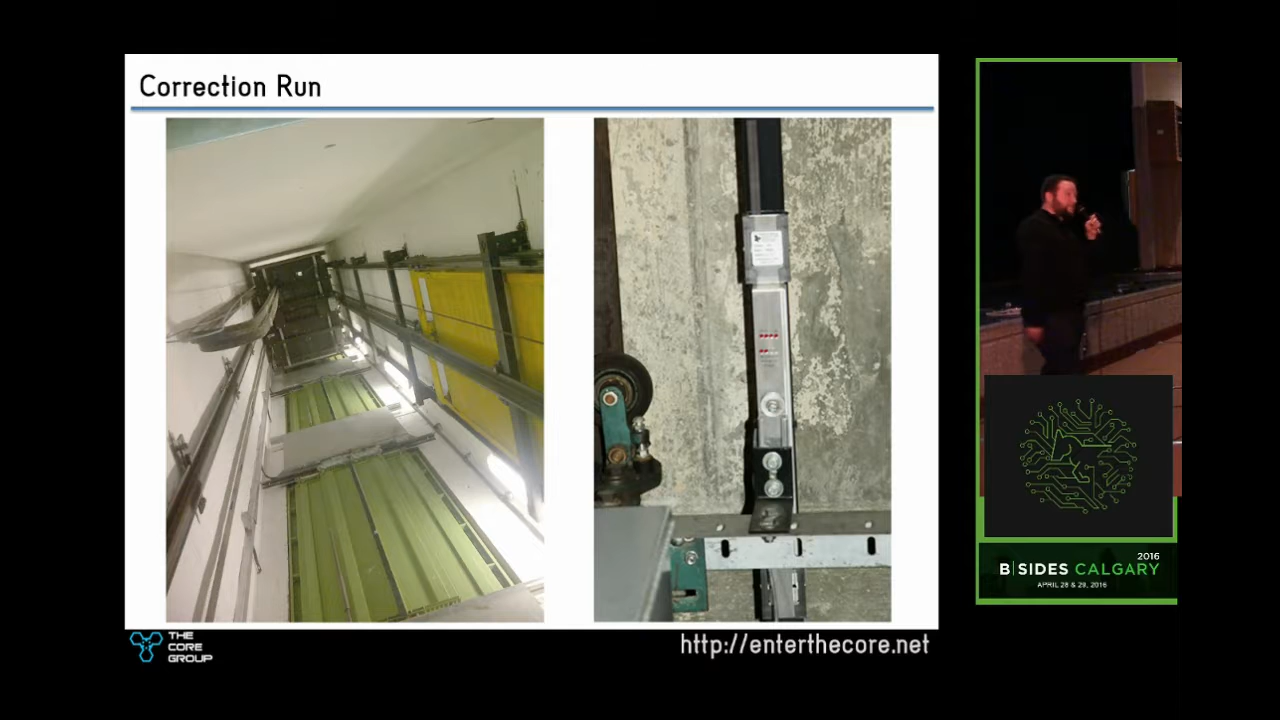 Correction Run
THE
CORE
GROUP
http://enterthecore.net
2016
B|SIDES CALGARY
APRIL 28 & 29, 2016